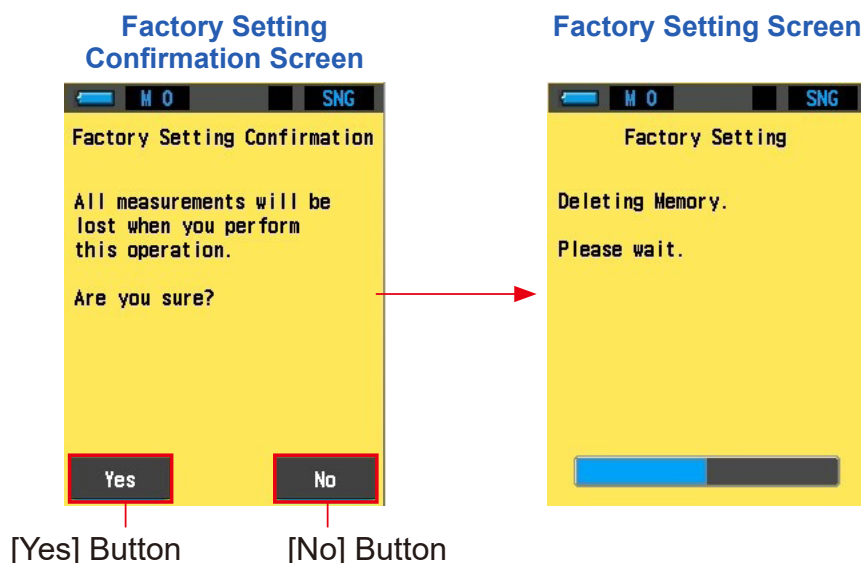 Factory Setting
Confirmation Screen
M 0 SNG
Factory Setting Confirmation
All measurements will be
lost when you perform
this operation.
Are you sure?
Yes No
[Yes] Button [No] Button
Factory Setting Screen
M 0 SNG
Factory Setting
Deleting Memory.
Please wait.